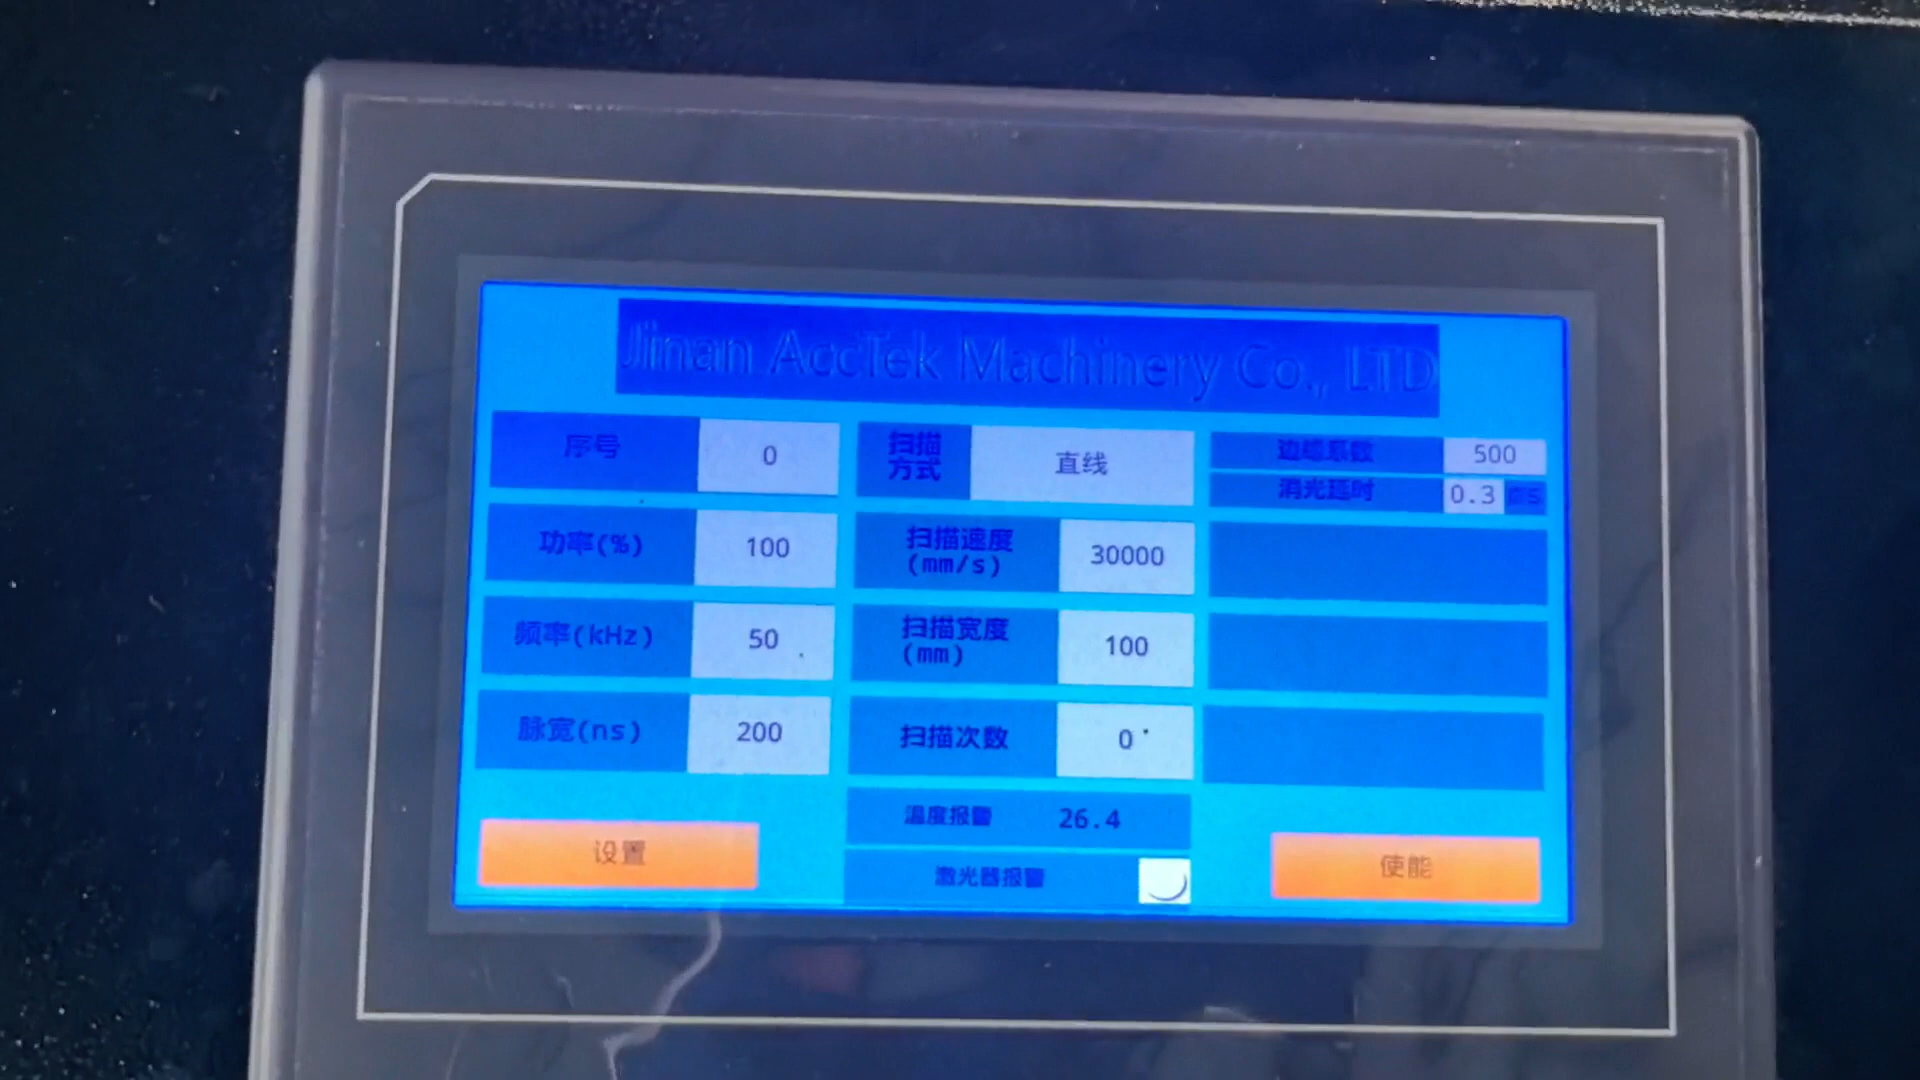 Jinan AccTek Machinery Co., LTD
序号 0
扫描方式 直线
边缘系数 500
消光延时 0.3 ms
功率(%) 100
扫描速度(mm/s) 30000
频率(kHz) 50
扫描宽度(mm) 100
脉宽(ns) 200
扫描次数 0
温度报警 26.4
激光器报警
设置
使能